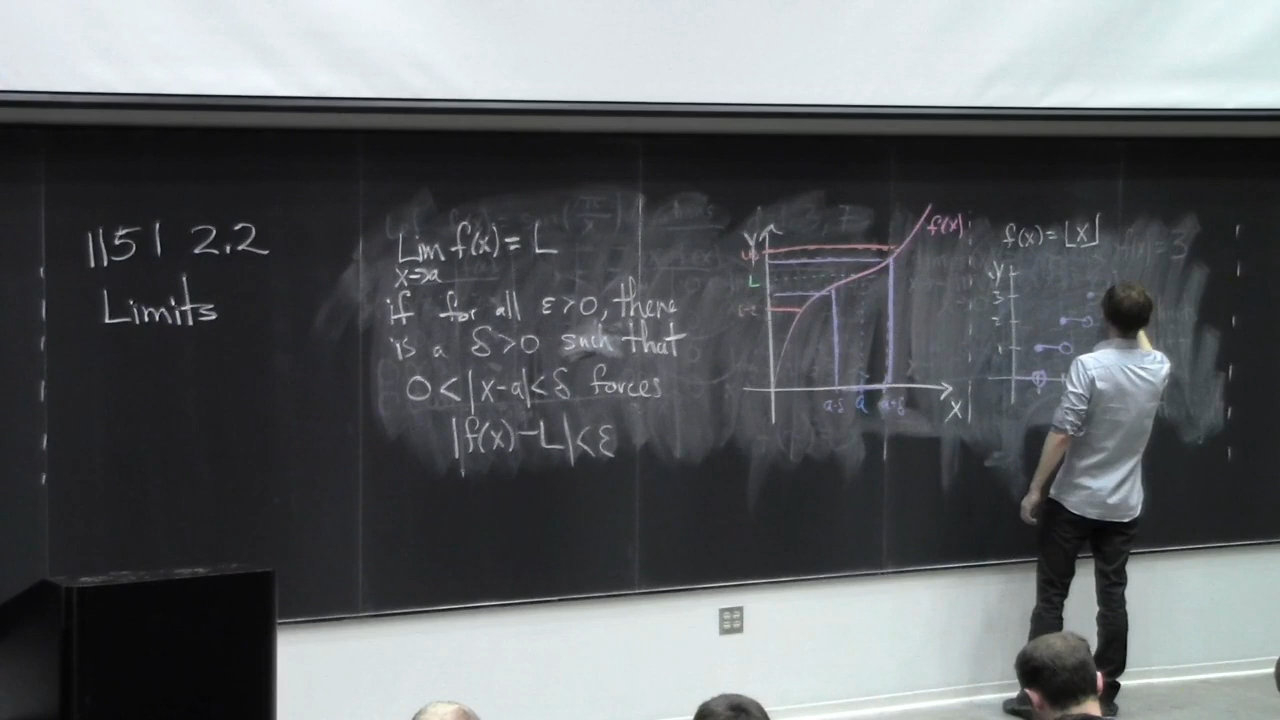 1151 2.2
Limits
Lim f(x) = L
x→a
if for all ε>0, there
is a δ>0 such that
0<|x-a|<δ forces
|f(x)-L|<ε
y
f(x)
L
L-ε
a-δ a a+δ
x
f(x)=⌊x⌋
y
3
2
1